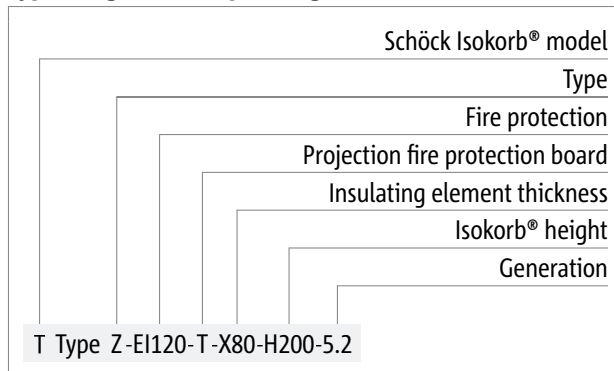 Schöck Isokorb® model
Type
Fire protection
Projection fire protection board
Insulating element thickness
Isokorb® height
Generation
T Type Z-EI120-T-X80-H200-5.2